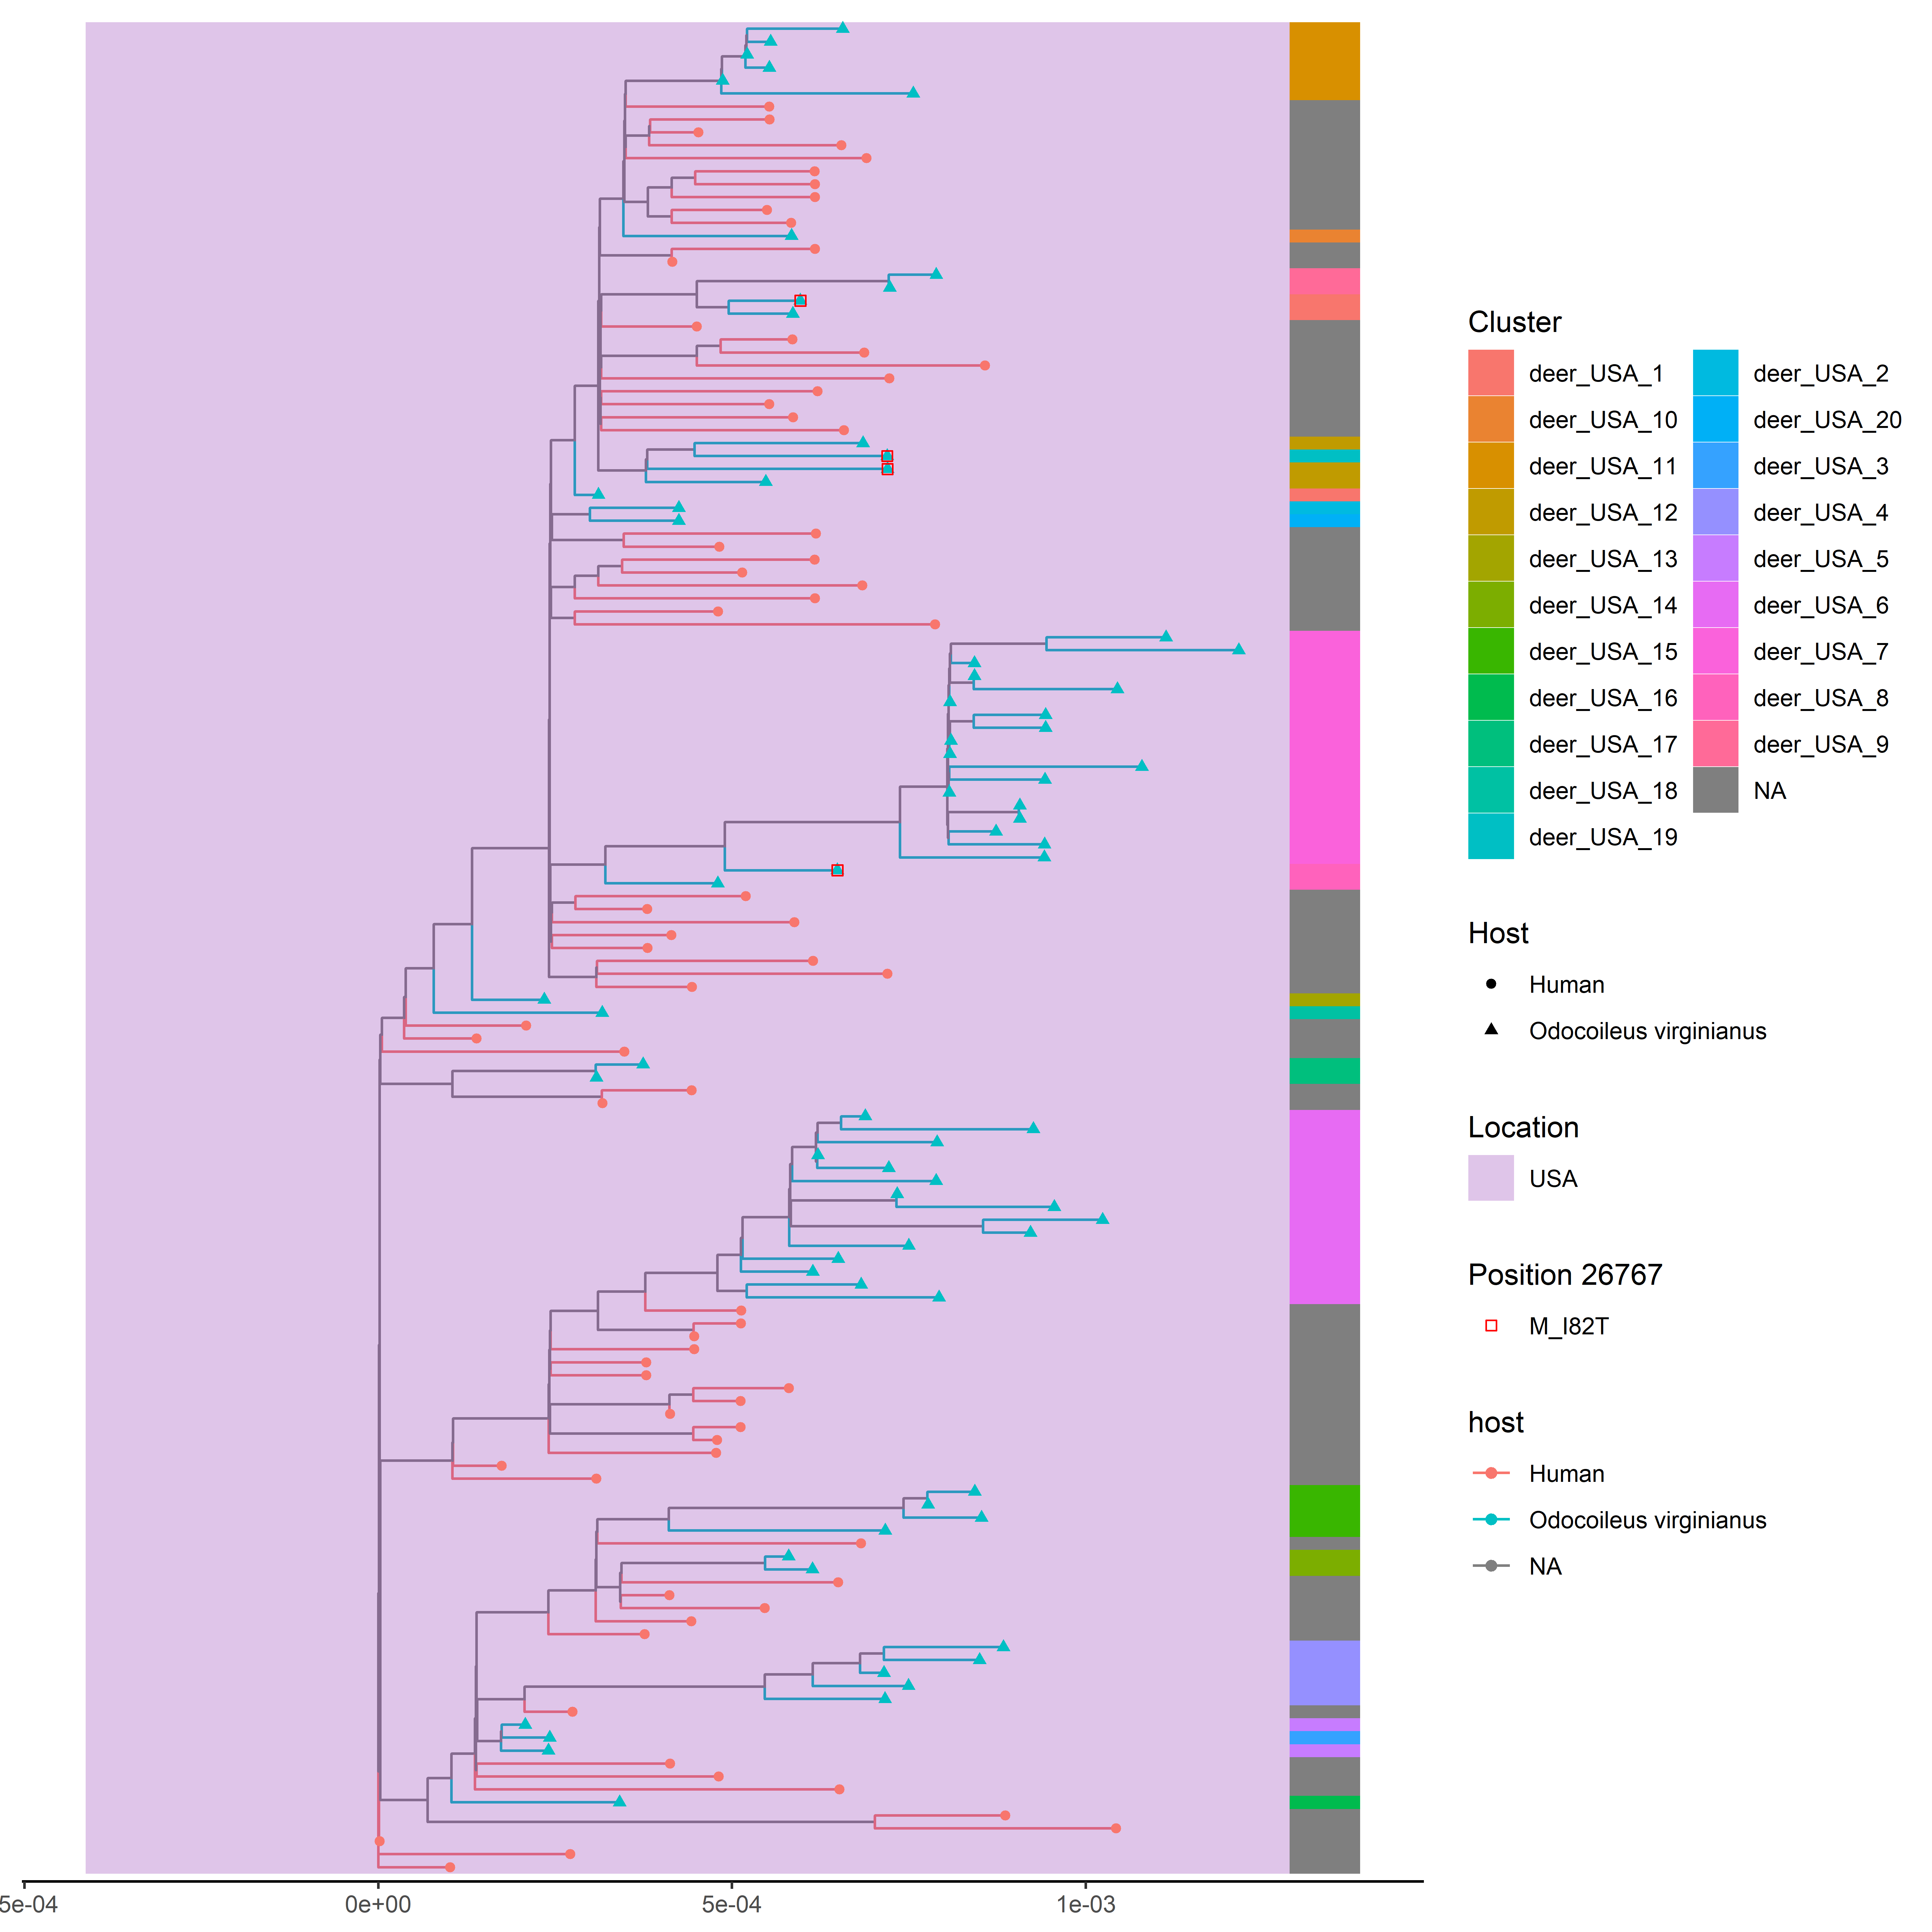 Cluster
deer_USA_1
deer_USA_10
deer_USA_11
deer_USA_12
deer_USA_13
deer_USA_14
deer_USA_15
deer_USA_16
deer_USA_17
deer_USA_18
deer_USA_19
deer_USA_2
deer_USA_20
deer_USA_3
deer_USA_4
deer_USA_5
deer_USA_6
deer_USA_7
deer_USA_8
deer_USA_9
NA
Host
Human
Odocoileus virginianus
Location
USA
Position 26767
M_I82T
host
Human
Odocoileus virginianus
NA
5e-04 0e+00 5e-04 1e-03